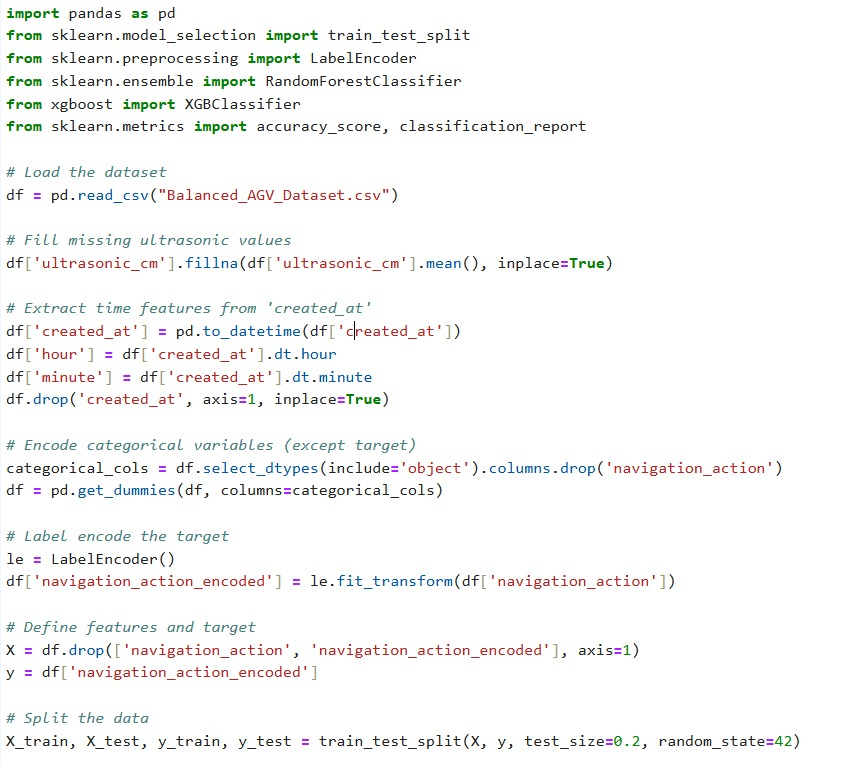 import pandas as pd
from sklearn.model_selection import train_test_split
from sklearn.preprocessing import LabelEncoder
from sklearn.ensemble import RandomForestClassifier
from xgboost import XGBClassifier
from sklearn.metrics import accuracy_score, classification_report

# Load the dataset
df = pd.read_csv("Balanced_AGV_Dataset.csv")

# Fill missing ultrasonic values
df['ultrasonic_cm'].fillna(df['ultrasonic_cm'].mean(), inplace=True)

# Extract time features from 'created_at'
df['created_at'] = pd.to_datetime(df['created_at'])
df['hour'] = df['created_at'].dt.hour
df['minute'] = df['created_at'].dt.minute
df.drop('created_at', axis=1, inplace=True)

# Encode categorical variables (except target)
categorical_cols = df.select_dtypes(include='object').columns.drop('navigation_action')
df = pd.get_dummies(df, columns=categorical_cols)

# Label encode the target
le = LabelEncoder()
df['navigation_action_encoded'] = le.fit_transform(df['navigation_action'])

# Define features and target
X = df.drop(['navigation_action', 'navigation_action_encoded'], axis=1)
y = df['navigation_action_encoded']

# Split the data
X_train, X_test, y_train, y_test = train_test_split(X, y, test_size=0.2, random_state=42)